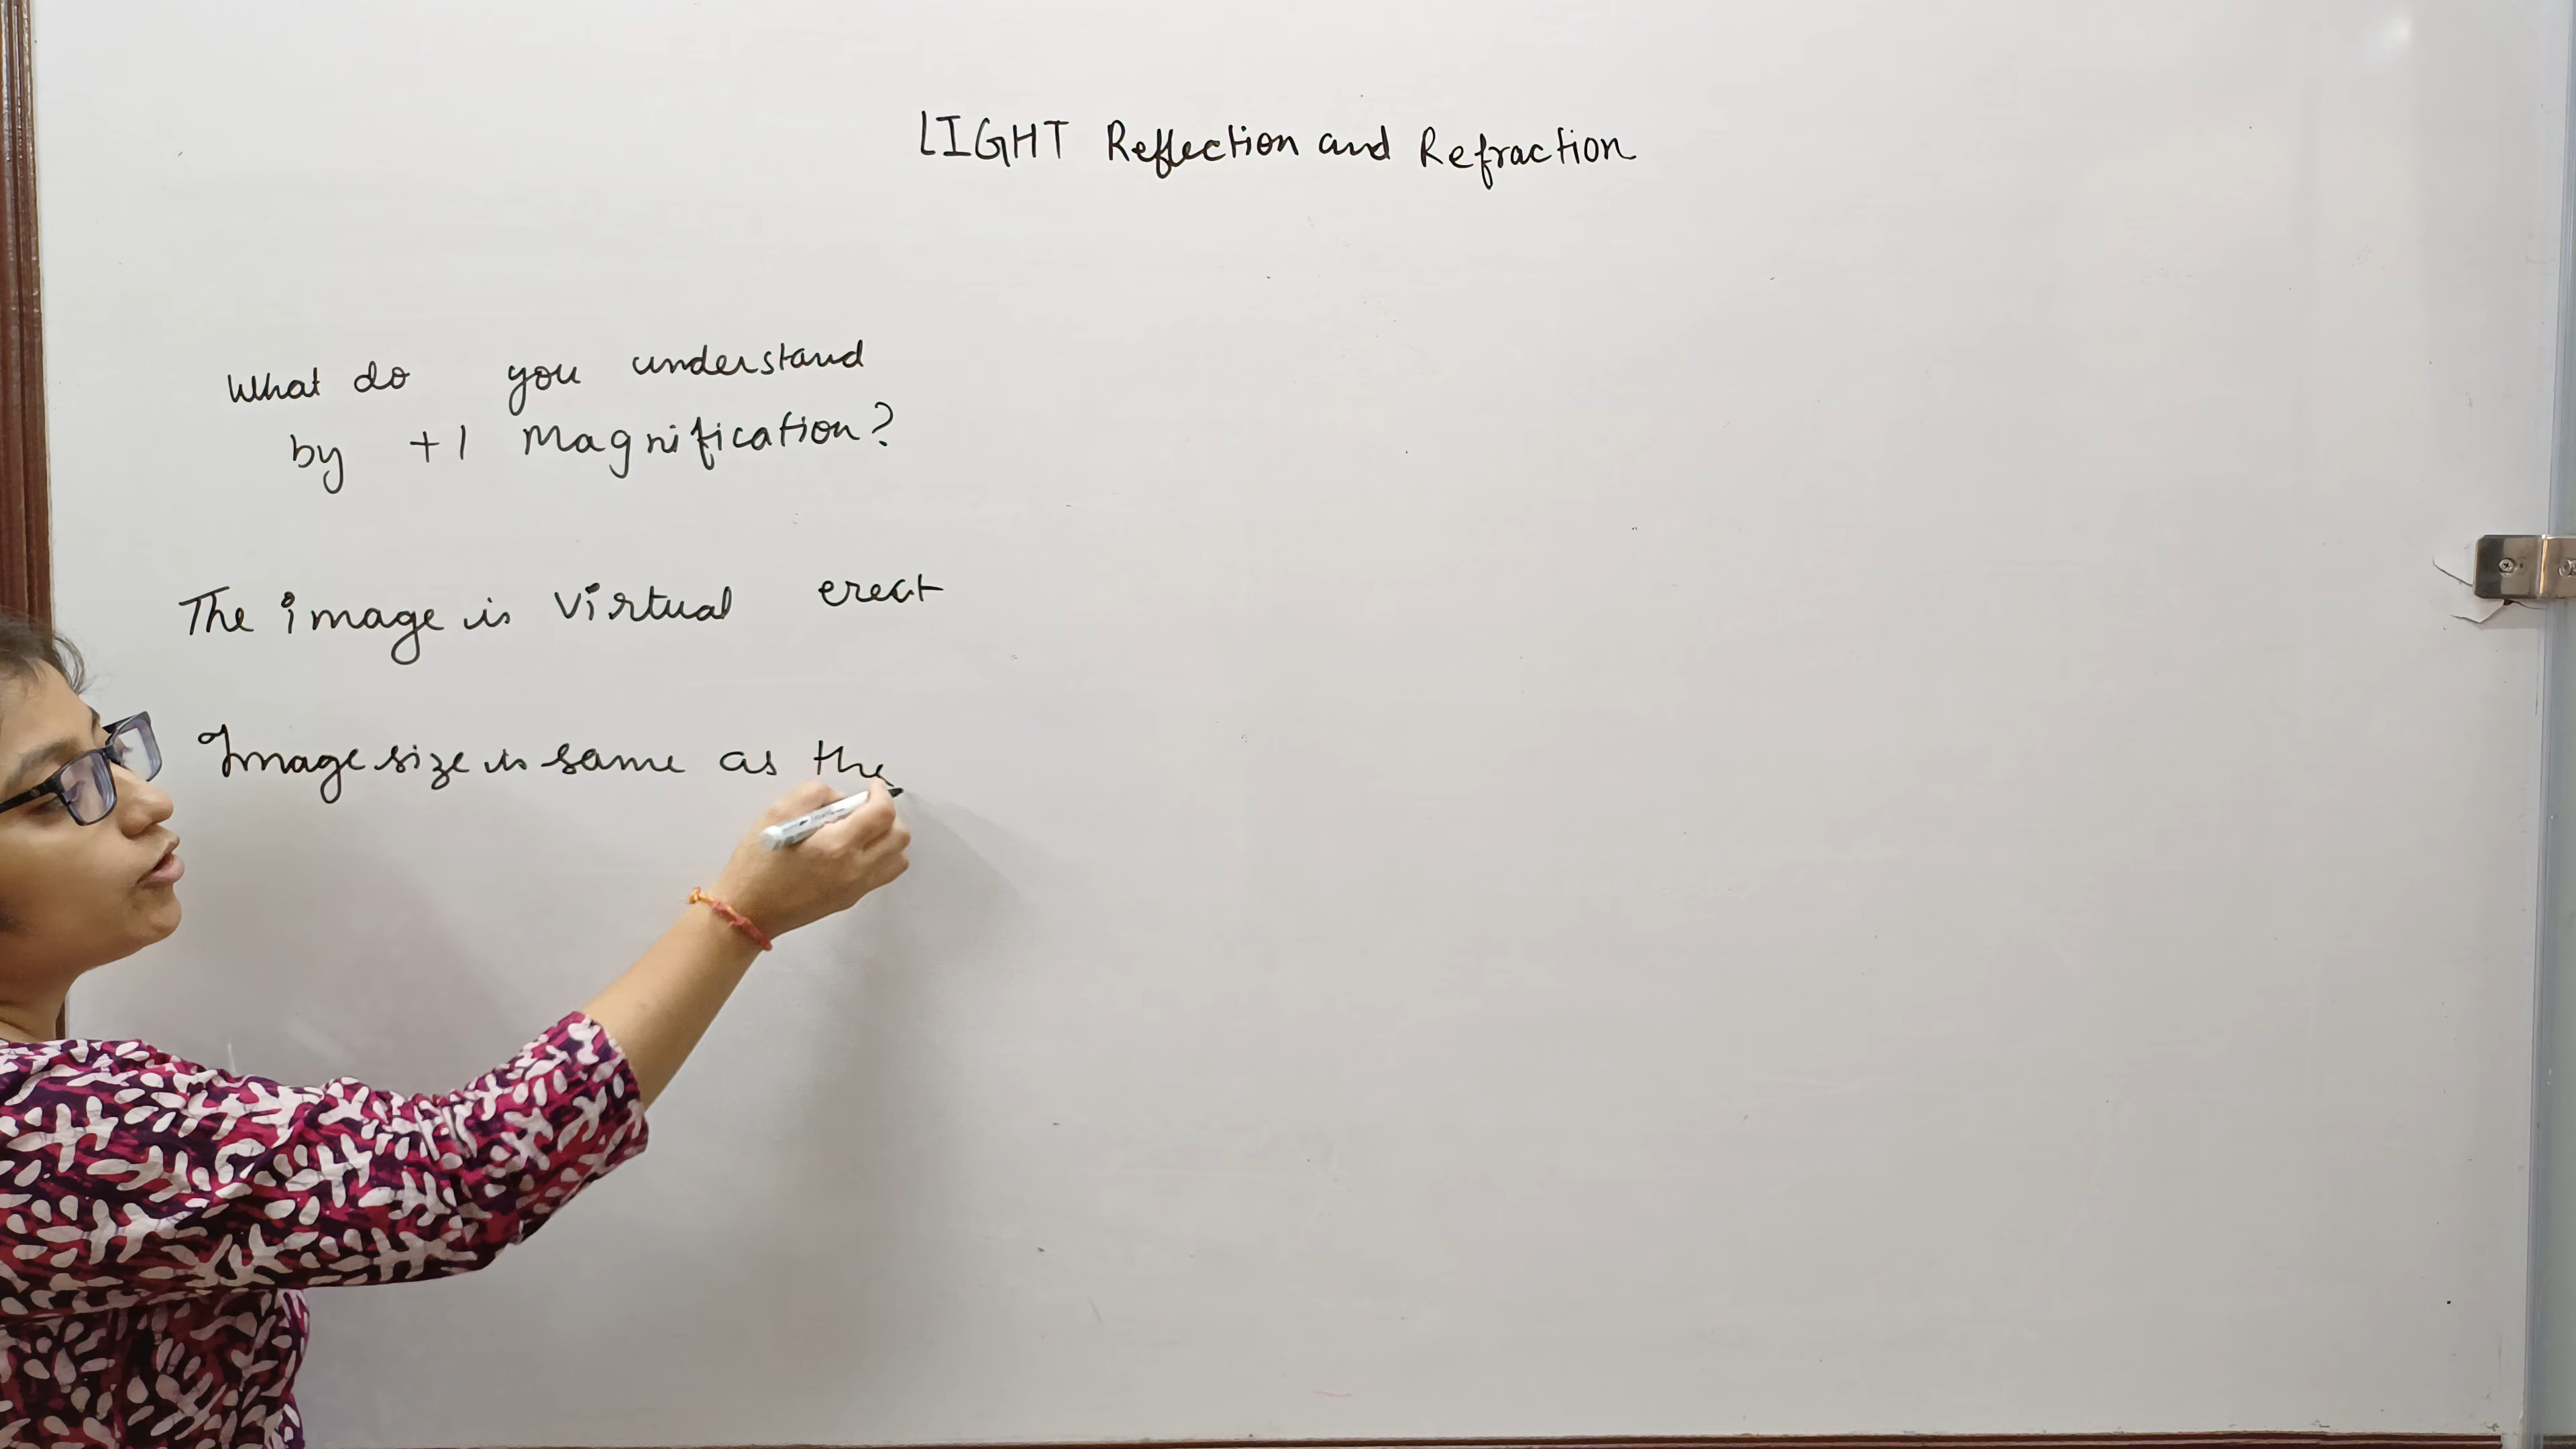 LIGHT Reflection and Refraction
What do you understand
by +1 Magnification?
The image is Virtual erect
Image size is same as the